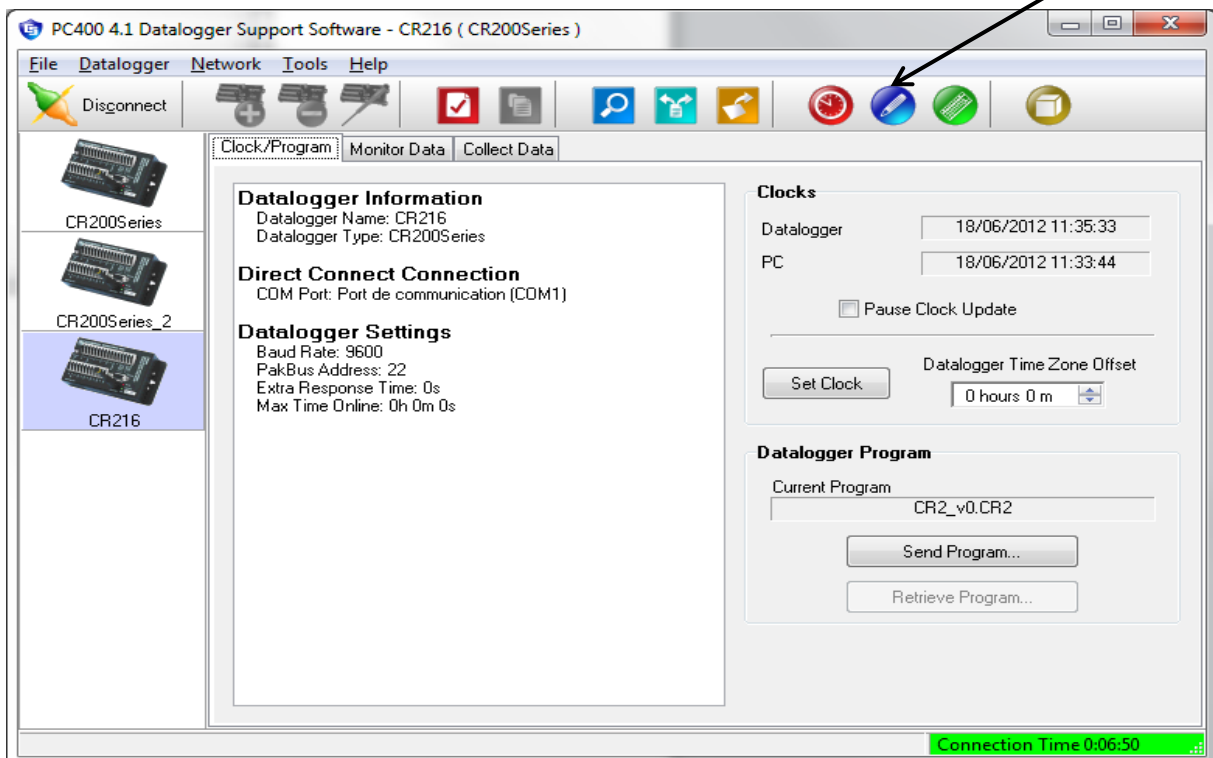 PC400 4.1 Datalogger Support Software - CR216 ( CR200Series )
File Datalogger Network Tools Help
Disconnect
CR200Series
CR200Series_2
CR216
Clock/Program Monitor Data Collect Data
Datalogger Information
Datalogger Name: CR216
Datalogger Type: CR200Series
Direct Connect Connection
COM Port: Port de communication (COM1)
Datalogger Settings
Baud Rate: 9600
PakBus Address: 22
Extra Response Time: 0s
Max Time Online: 0h 0m 0s
Clocks
Datalogger 18/06/2012 11:35:33
PC 18/06/2012 11:33:44
Pause Clock Update
Datalogger Time Zone Offset
Set Clock 0 hours 0 m
Datalogger Program
Current Program
CR2_v0.CR2
Send Program...
Retrieve Program...
Connection Time 0:06:50